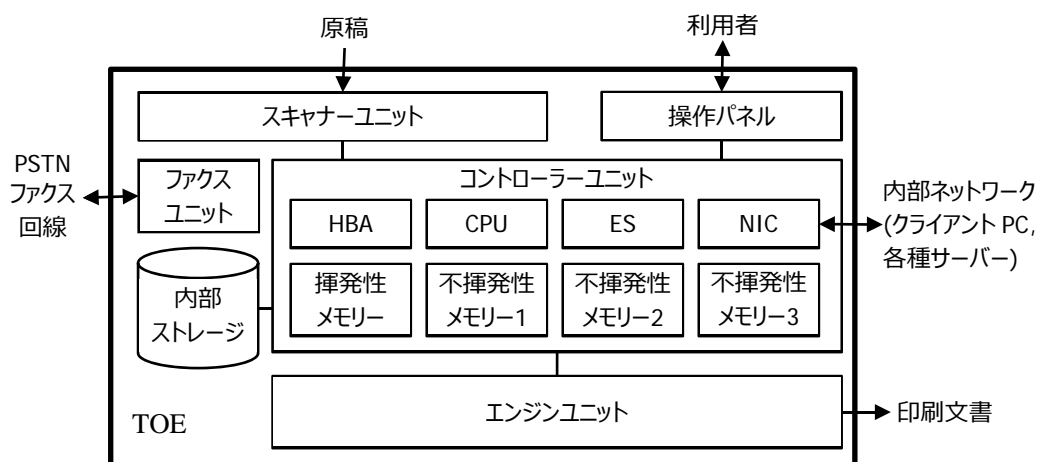 原稿
利用者
スキャナーユニット
操作パネル
PSTN
ファクス
回線
ファクス
ユニット
コントローラーユニット
HBA
CPU
ES
NIC
内部ネットワーク
(クライアント PC,
各種サーバー)
内部
ストレージ
揮発性
メモリー
不揮発性
メモリー1
不揮発性
メモリー2
不揮発性
メモリー3
TOE
エンジンユニット
印刷文書